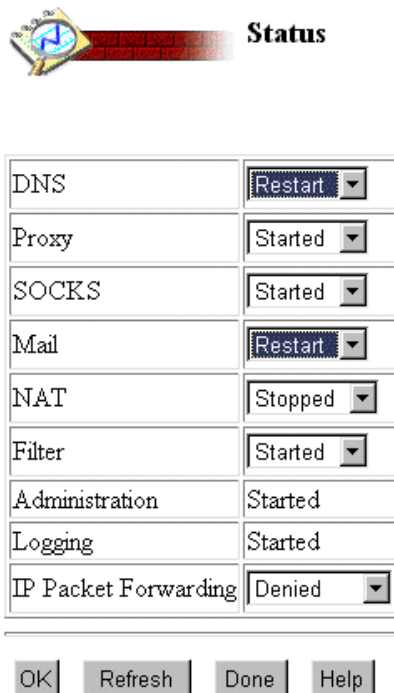 Status
DNS Restart
Proxy Started
SOCKS Started
Mail Restart
NAT Stopped
Filter Started
Administration Started
Logging Started
IP Packet Forwarding Denied
OK Refresh Done Help